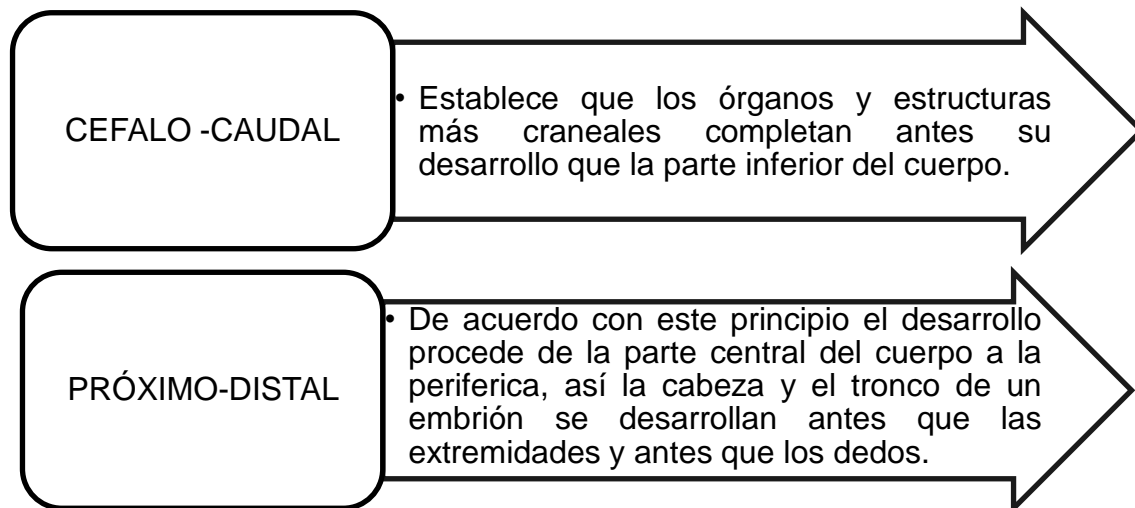 CEFALO -CAUDAL
• Establece que los órganos y estructuras
más craneales completan antes su
desarrollo que la parte inferior del cuerpo.
PRÓXIMO-DISTAL
• De acuerdo con este principio el desarrollo
procede de la parte central del cuerpo a la
periferica, así la cabeza y el tronco de un
embrión se desarrollan antes que las
extremidades y antes que los dedos.